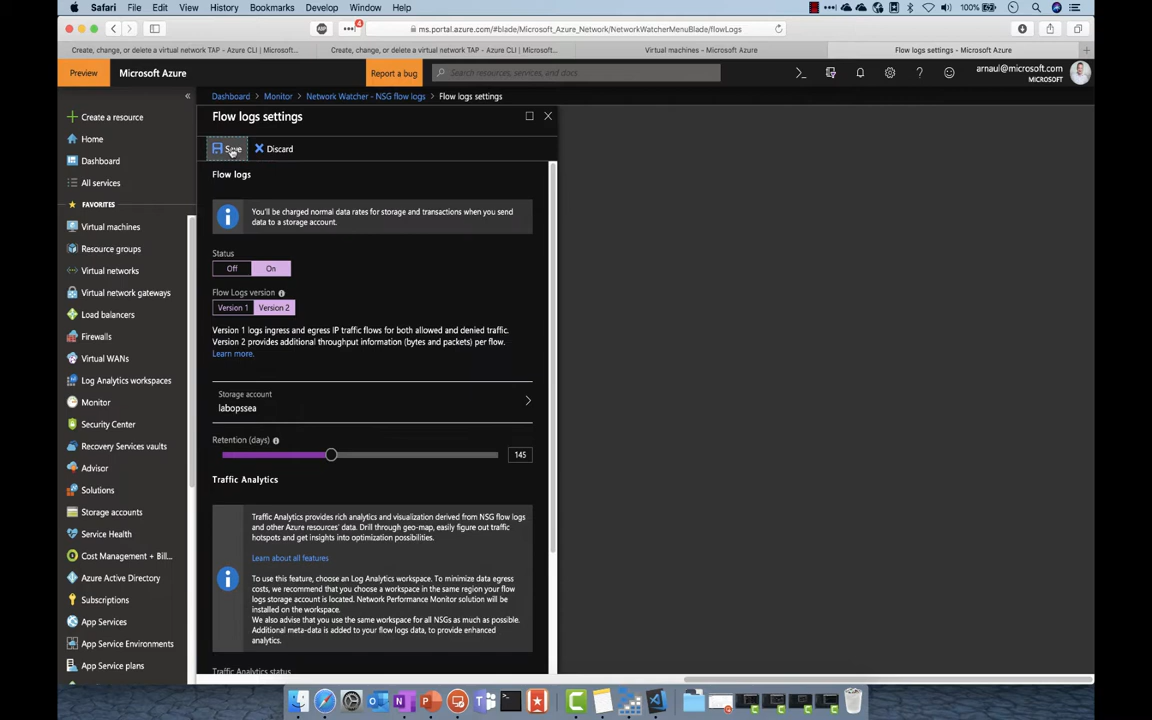 Safari File Edit View History Bookmarks Develop Window Help
100%
ms.portal.azure.com/#blade/Microsoft_Azure_Network/NetworkWatcherMenuBlade/flowLogs
Create, change, or delete a virtual network TAP - Azure CLI | Microsoft...
Create, change, or delete a virtual network TAP - Azure CLI | Microsoft...
Virtual machines - Microsoft Azure
Flow logs settings - Microsoft Azure
Preview
Microsoft Azure
Report a bug
Search resources, services, and docs
arnaul@microsoft.com
MICROSOFT
Dashboard > Monitor > Network Watcher - NSG flow logs > Flow logs settings
Create a resource
Home
Dashboard
All services
FAVORITES
Virtual machines
Resource groups
Virtual networks
Virtual network gateways
Load balancers
Firewalls
Virtual WANs
Log Analytics workspaces
Monitor
Security Center
Recovery Services vaults
Advisor
Solutions
Storage accounts
Service Health
Cost Management + Bill...
Azure Active Directory
Subscriptions
App Services
App Service Environments
App Service plans
Flow logs settings
Save Discard
Flow logs
You'll be charged normal data rates for storage and transactions when you send
data to a storage account.
Status
Off On
Flow Logs version
Version 1 Version 2
Version 1 logs ingress and egress IP traffic flows for both allowed and denied traffic.
Version 2 provides additional throughput information (bytes and packets) per flow.
Learn more.
Storage account
labopssea
Retention (days)
145
Traffic Analytics
Traffic Analytics provides rich analytics and visualization derived from NSG flow logs
and other Azure resources' data. Drill through geo-map, easily figure out traffic
hotspots and get insights into optimization possibilities.
Learn about all features
To use this feature, choose an Log Analytics workspace. To minimize data egress
costs, we recommend that you choose a workspace in the same region your flow
logs storage account is located. Network Performance Monitor solution will be
installed on the workspace.
We also advise that you use the same workspace for all NSGs as much as possible.
Additional meta-data is added to your flow logs data, to provide enhanced
analytics.
Traffic Analytics status